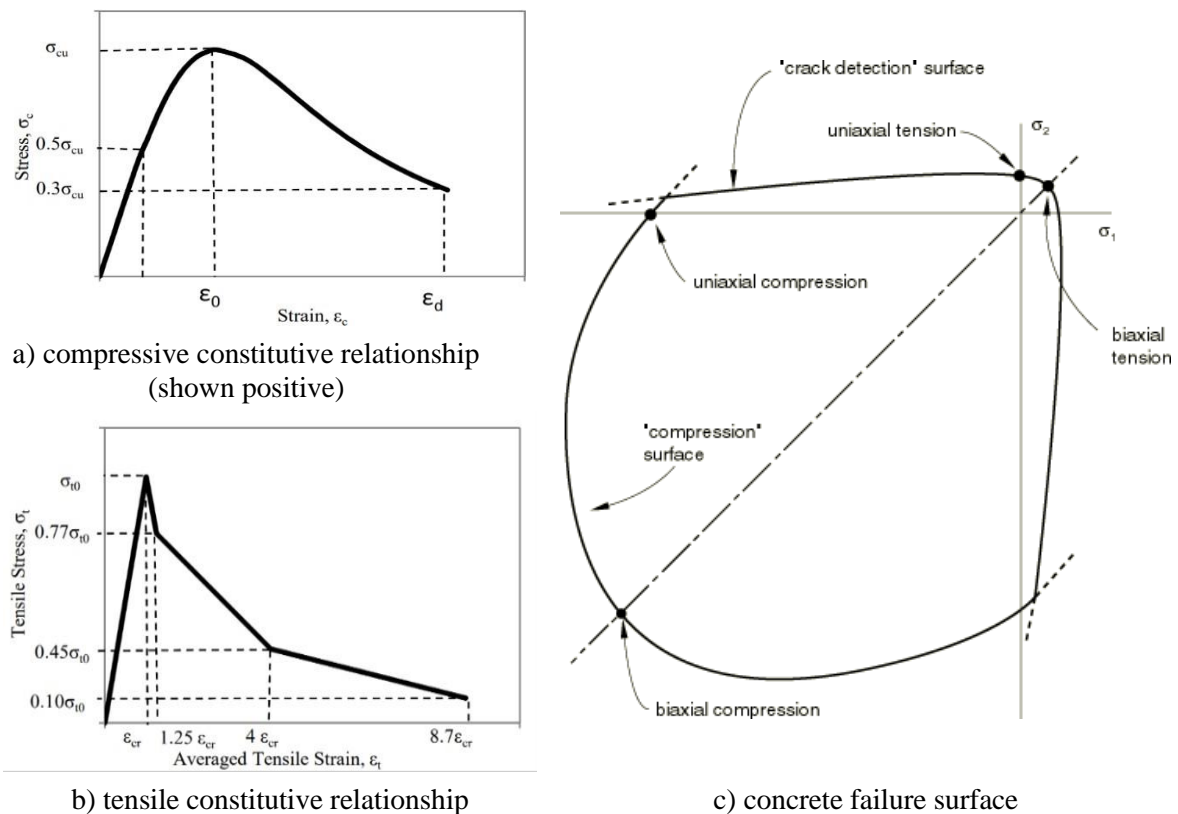 σcu
0.5σcu
0.3σcu
Stress, σc
ε0
εd
Strain, εc
a) compressive constitutive relationship
(shown positive)
σt0
0.77σt0
0.45σt0
0.10σt0
Tensile Stress, σt
εcr
1.25 εcr
4 εcr
8.7εcr
Averaged Tensile Strain, εt
b) tensile constitutive relationship
"crack detection" surface
uniaxial tension
σ2
σ1
uniaxial compression
biaxial
tension
"compression"
surface
biaxial compression
c) concrete failure surface